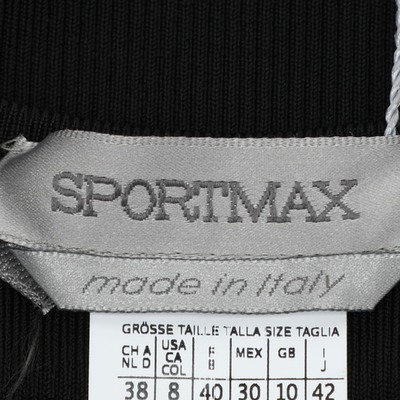 SPORTMAX
made in Italy
GRÖSSE TAILLE TALLA SIZE TAGLIA
CH A NL D USA CA COL F B MEX GB I J
38 8 40 30 10 42